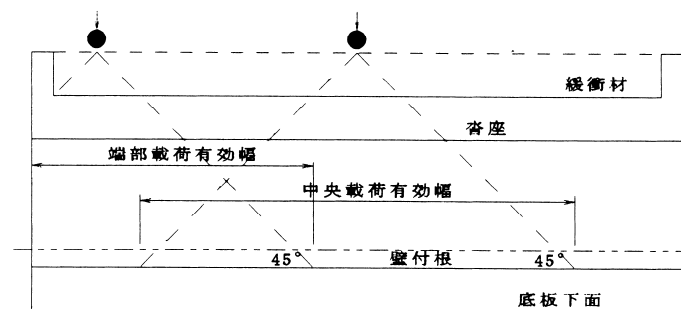 緩衝材
沓座
端部載荷有効幅
中央載荷有効幅
45° 壁付根 45°
底板下面